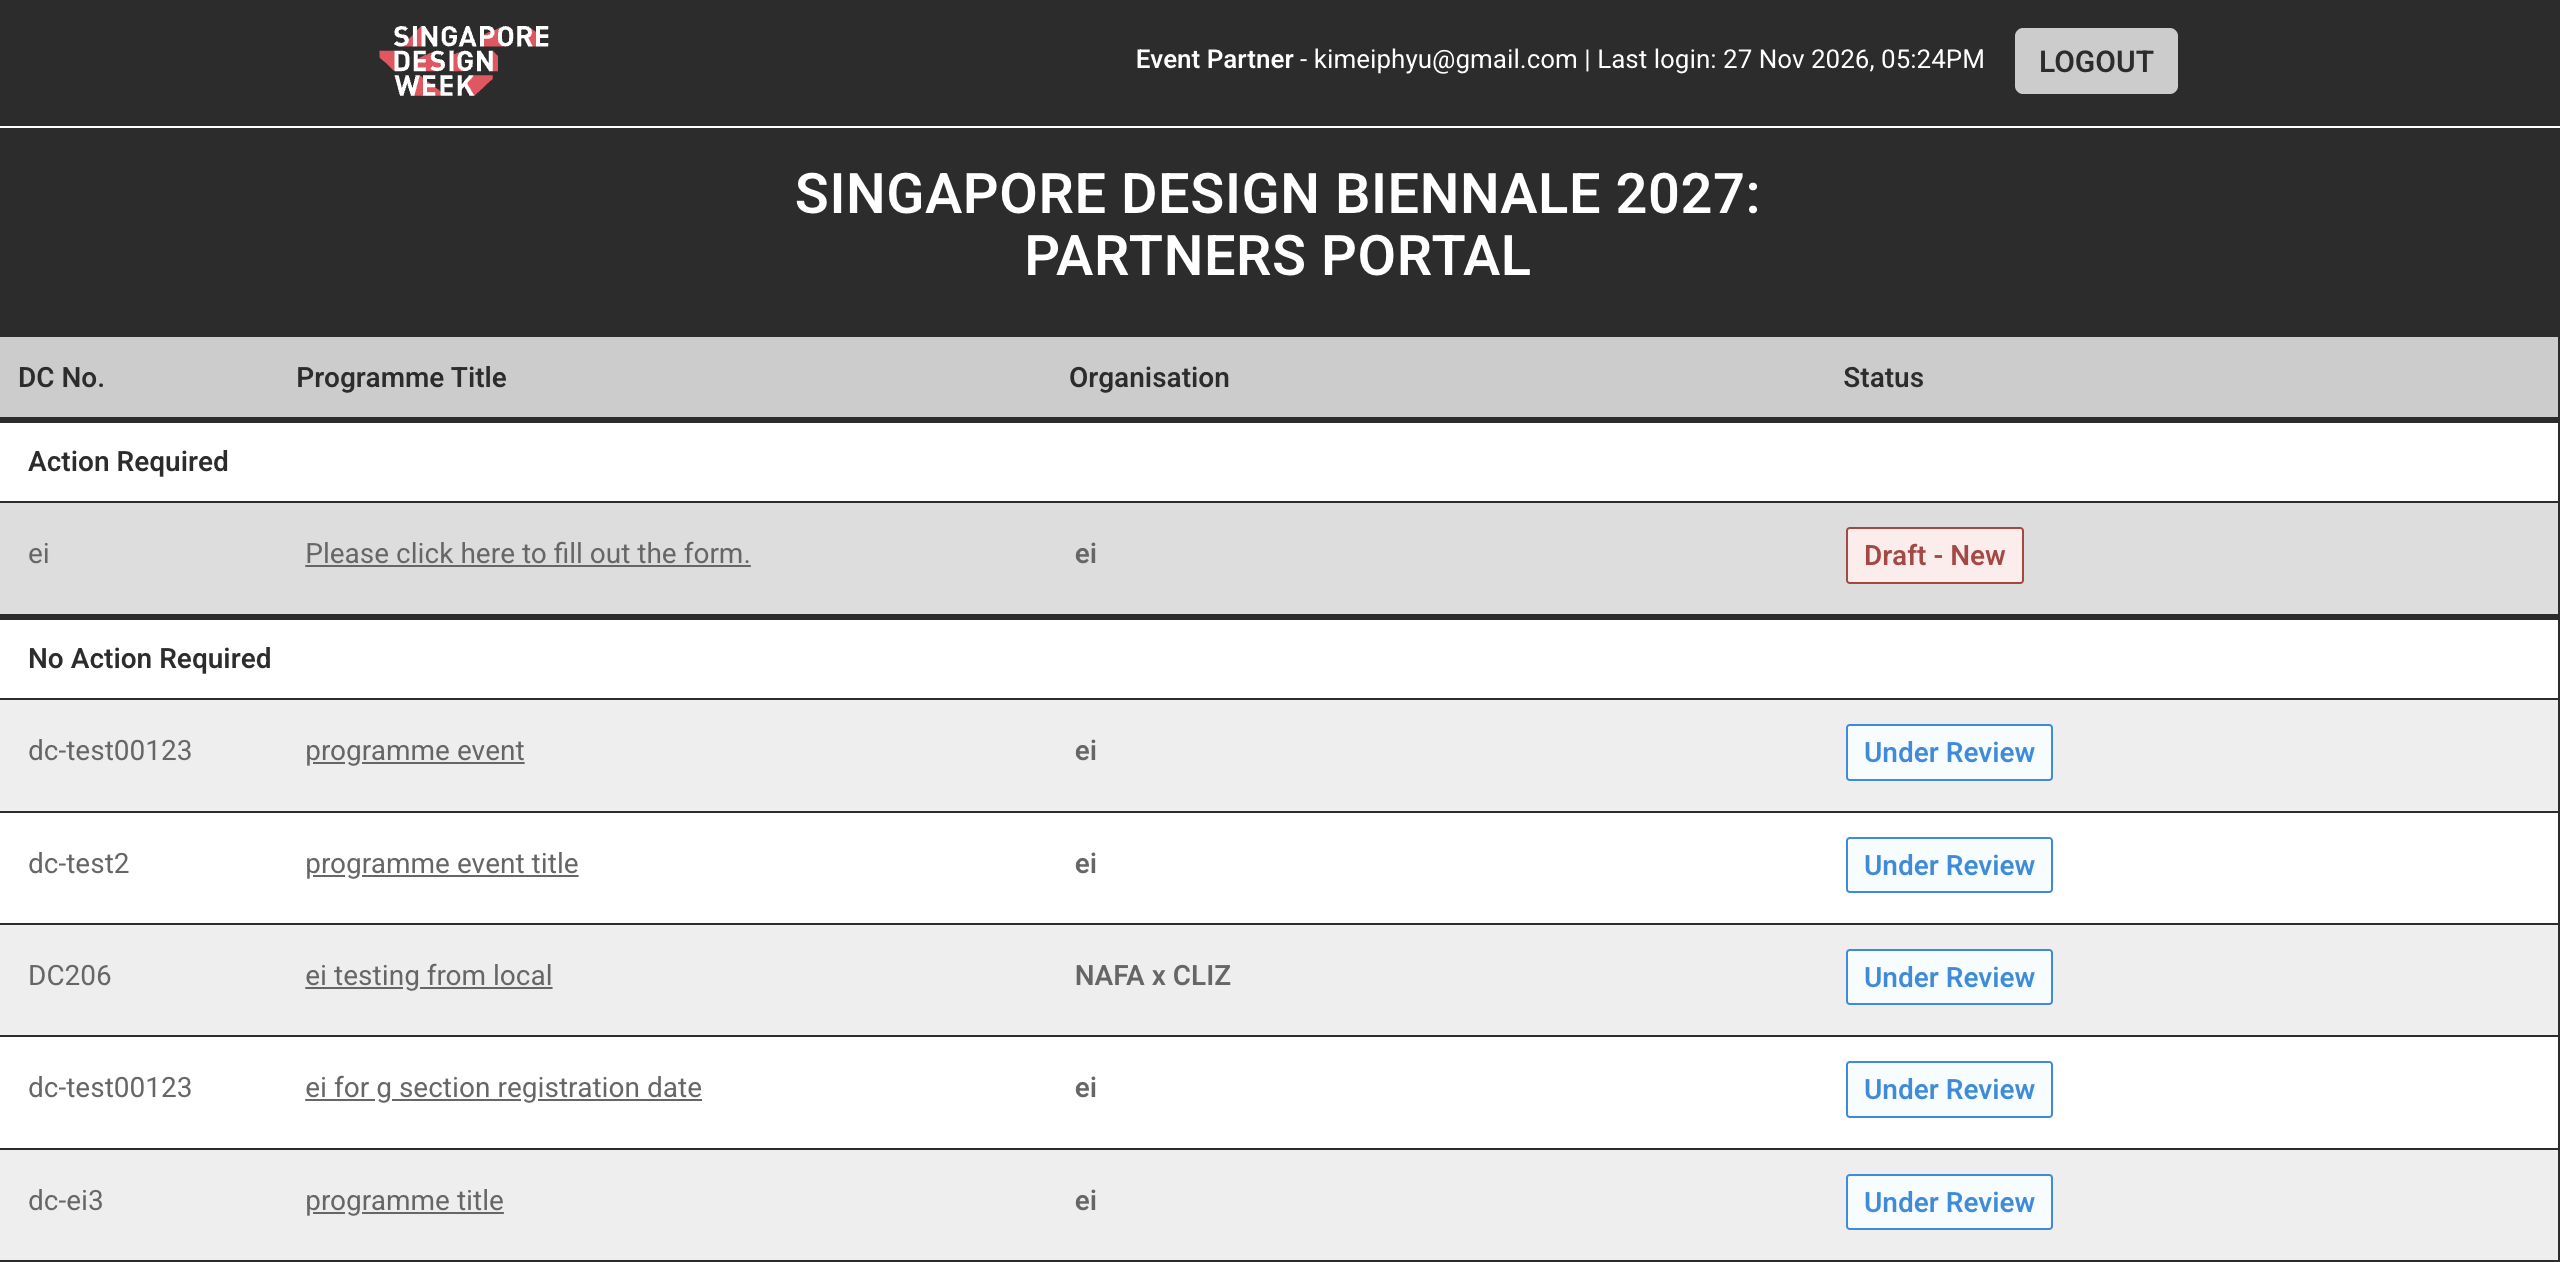 SINGAPORE
DESIGN
WEEK
Event Partner - kimeiphyu@gmail.com | Last login: 27 Nov 2026, 05:24PM
LOGOUT
SINGAPORE DESIGN BIENNALE 2027:
PARTNERS PORTAL
DC No. Programme Title Organisation Status
Action Required
ei Please click here to fill out the form. ei Draft - New
No Action Required
dc-test00123 programme event ei Under Review
dc-test2 programme event title ei Under Review
DC206 ei testing from local NAFA x CLIZ Under Review
dc-test00123 ei for g section registration date ei Under Review
dc-ei3 programme title ei Under Review